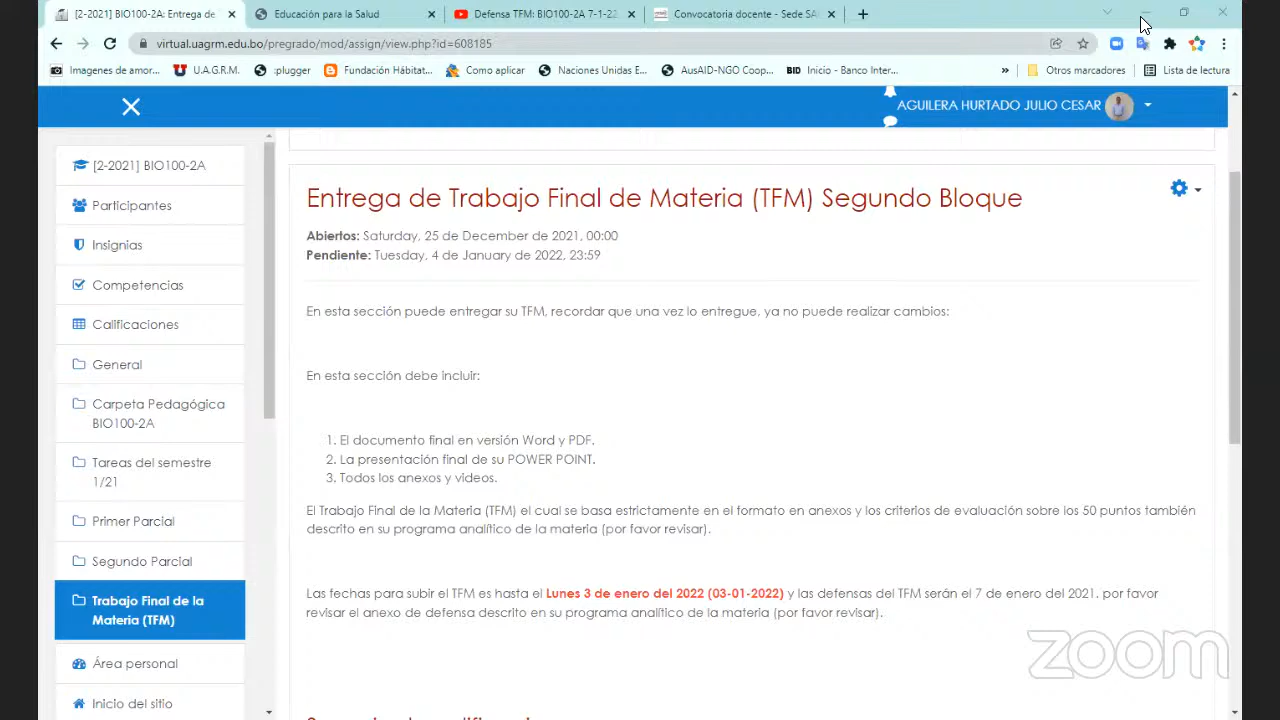 [2-2021] BIO100-2A: Entrega de
Educación para la Salud
Defensa TFM: BIO100-2A 7-1-22
Convocatoria docente - Sede SA
virtual.uagrm.edu.bo/pregrado/mod/assign/view.php?id=608185
Imagenes de amor...
U.A.G.R.M.
:plugger
Fundación Hábitat...
Como aplicar
Naciones Unidas E...
AusAID-NGO Coop...
BID Inicio - Banco Inter...
»
Otros marcadores
Lista de lectura
AGUILERA HURTADO JULIO CESAR
[2-2021] BIO100-2A
Participantes
Insignias
Competencias
Calificaciones
General
Carpeta Pedagógica
BIO100-2A
Tareas del semestre
1/21
Primer Parcial
Segundo Parcial
Trabajo Final de la
Materia (TFM)
Área personal
Inicio del sitio
Entrega de Trabajo Final de Materia (TFM) Segundo Bloque
Abiertos: Saturday, 25 de December de 2021, 00:00
Pendiente: Tuesday, 4 de January de 2022, 23:59
En esta sección puede entregar su TFM, recordar que una vez lo entregue, ya no puede realizar cambios:
En esta sección debe incluir:
1. El documento final en versión Word y PDF.
2. La presentación final de su POWER POINT.
3. Todos los anexos y videos.
El Trabajo Final de la Materia (TFM) el cual se basa estrictamente en el formato en anexos y los criterios de evaluación sobre los 50 puntos también
descrito en su programa analítico de la materia (por favor revisar).
Las fechas para subir el TFM es hasta el Lunes 3 de enero del 2022 (03-01-2022) y las defensas del TFM serán el 7 de enero del 2021. por favor
revisar el anexo de defensa descrito en su programa analítico de la materia (por favor revisar).
zoom